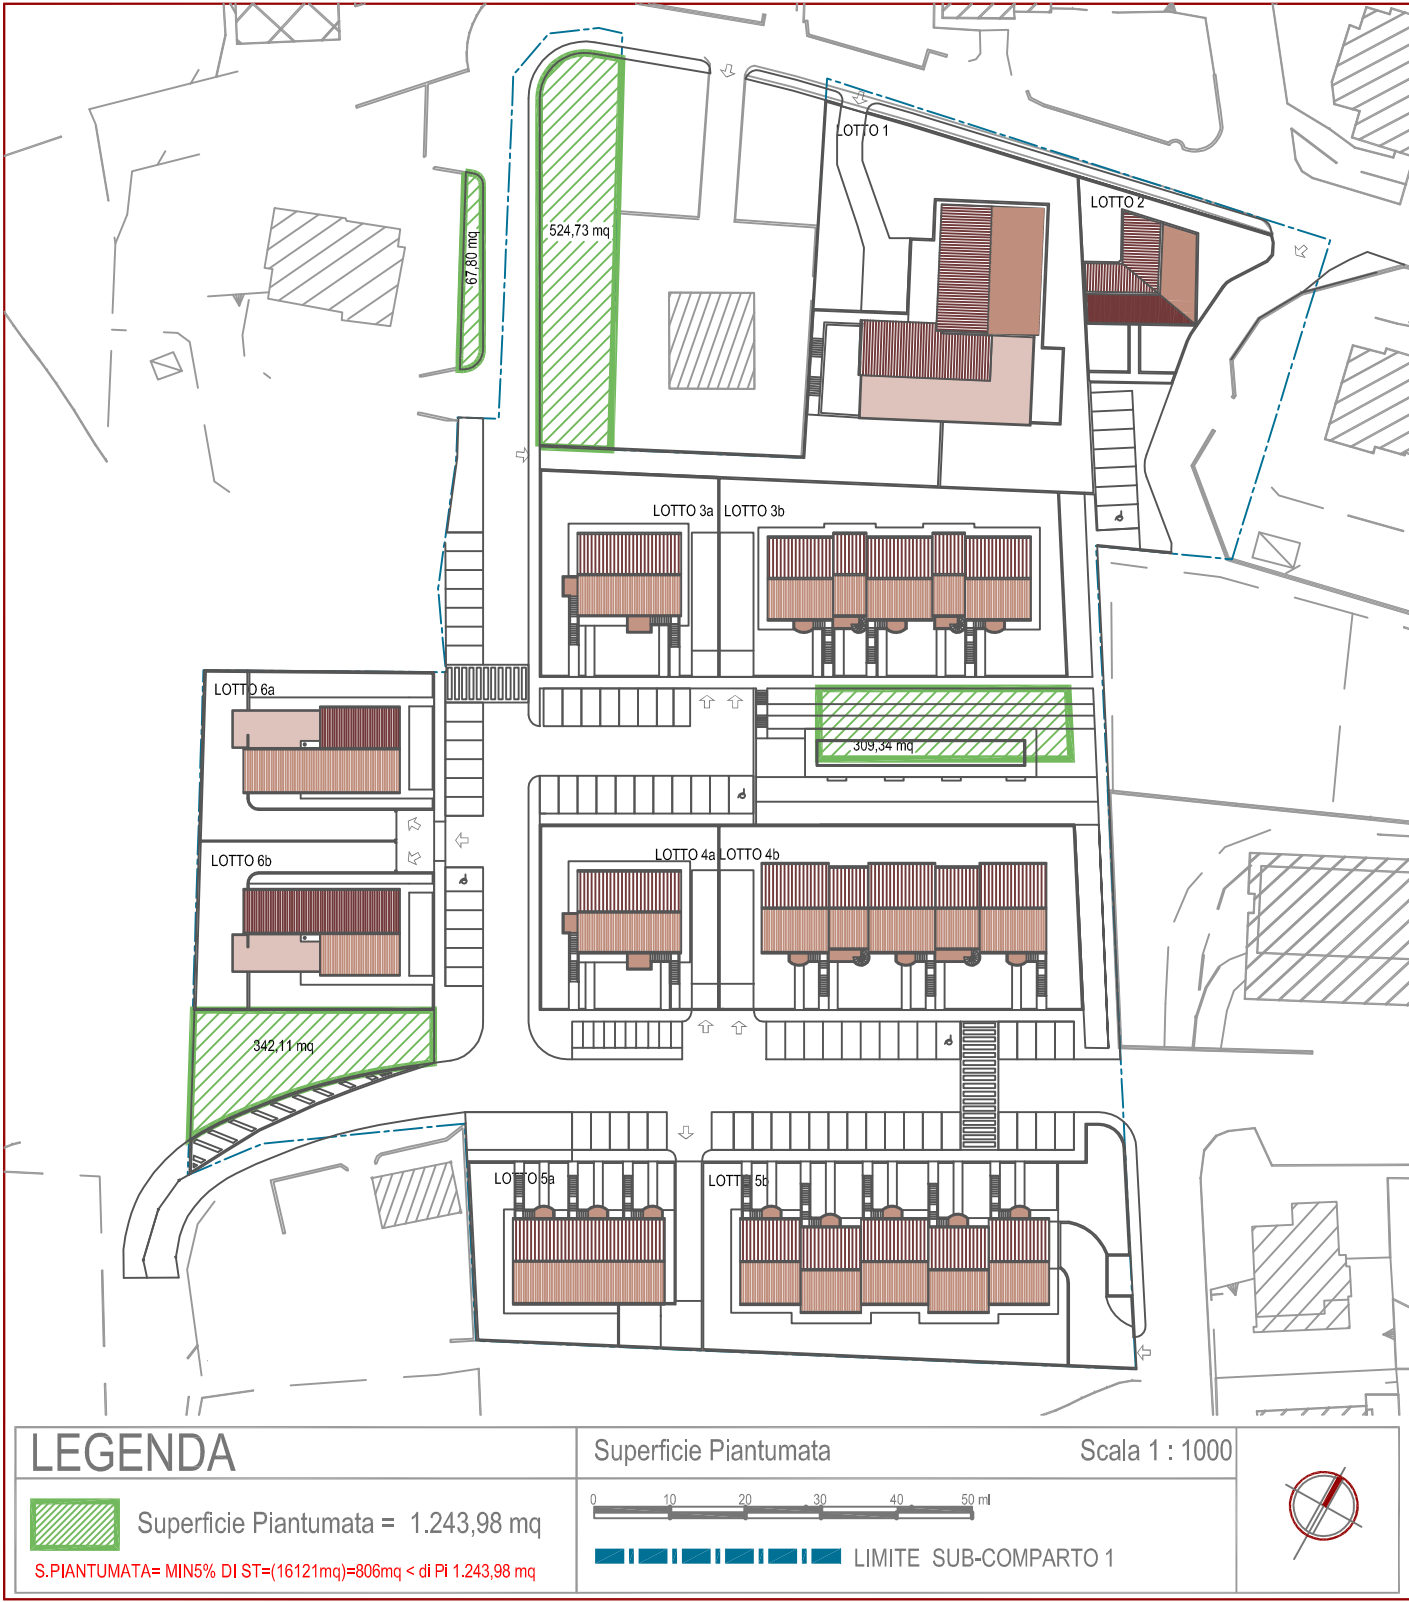 LOTTO 1
LOTTO 2
524,73 mq
67,80 mq
LOTTO 3a
LOTTO 3b
LOTTO 6a
309,34 mq
LOTTO 6b
LOTTO 4a
LOTTO 4b
342,11 mq
LOTTO 5a
LOTTO 5b
LEGENDA
Superficie Piantumata
Scala 1 : 1000
0 10 20 30 40 50 ml
Superficie Piantumata = 1.243,98 mq
LIMITE SUB-COMPARTO 1
S.PIANTUMATA= MIN5% DI ST=(16121mq)=806mq < di Pi 1.243,98 mq